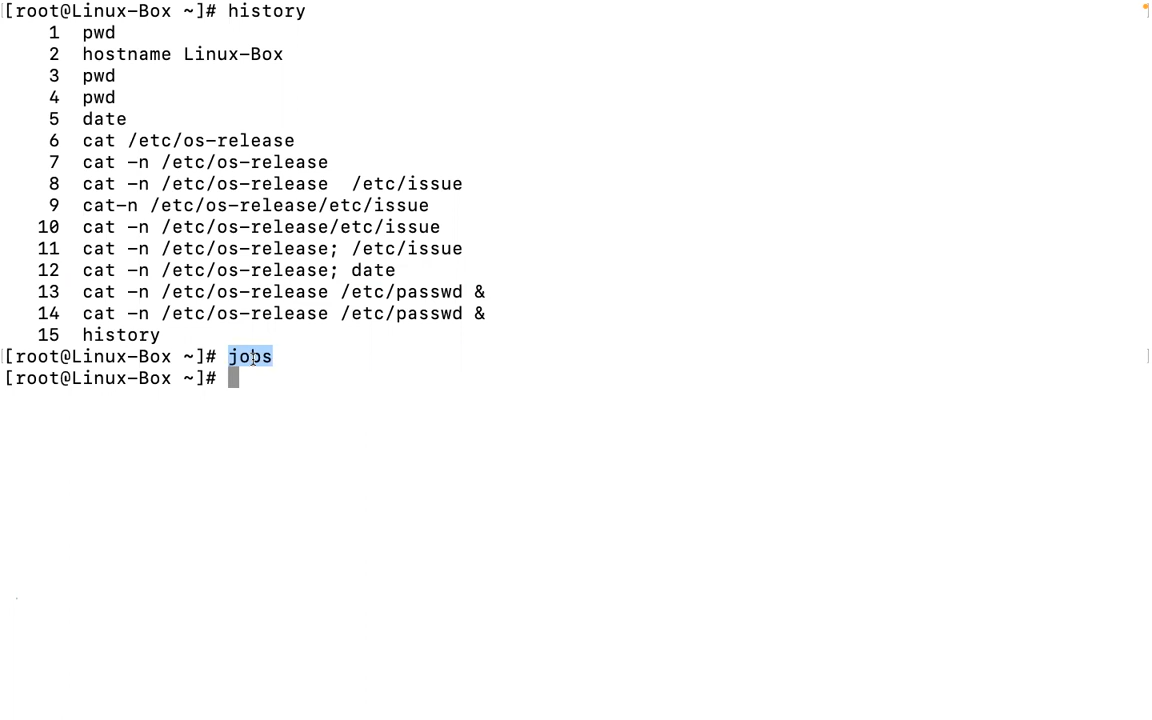 [root@Linux-Box ~]# history
1 pwd
2 hostname Linux-Box
3 pwd
4 pwd
5 date
6 cat /etc/os-release
7 cat -n /etc/os-release
8 cat -n /etc/os-release  /etc/issue
9 cat-n /etc/os-release/etc/issue
10 cat -n /etc/os-release/etc/issue
11 cat -n /etc/os-release; /etc/issue
12 cat -n /etc/os-release; date
13 cat -n /etc/os-release /etc/passwd &
14 cat -n /etc/os-release /etc/passwd &
15 history
[root@Linux-Box ~]# jobs
[root@Linux-Box ~]#